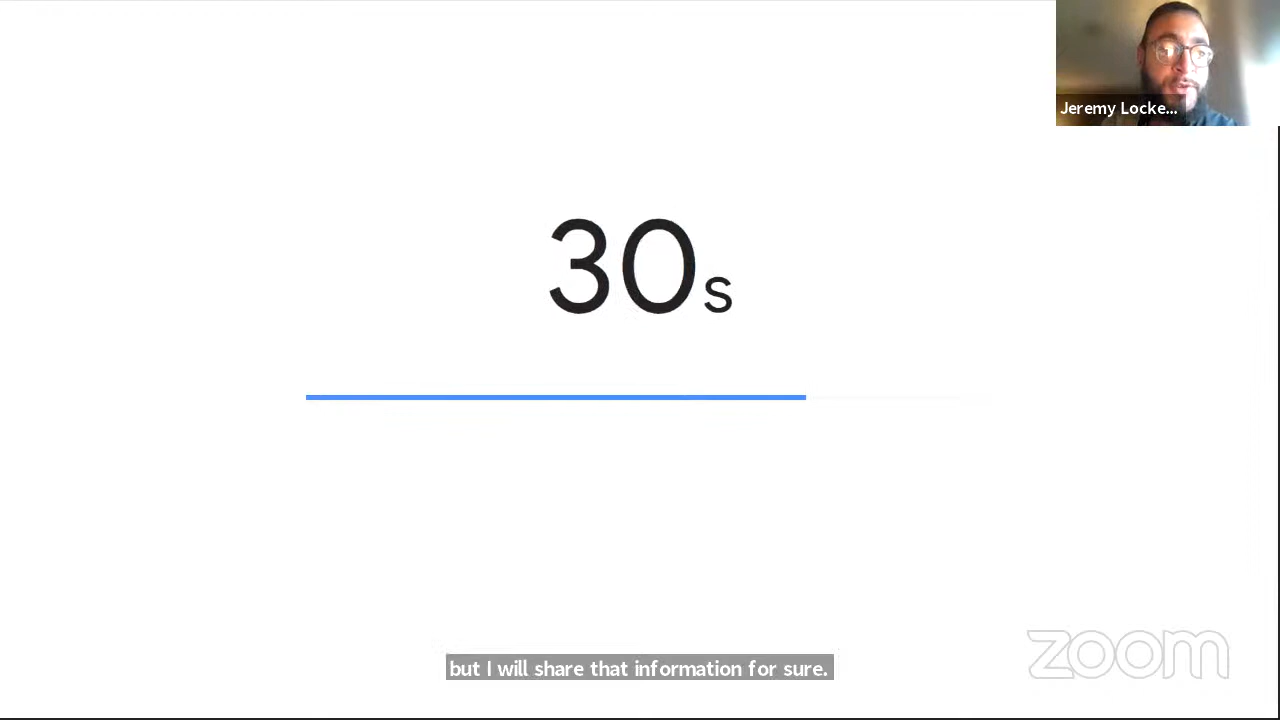 Jeremy Locke...
30s
but I will share that information for sure.
zoom